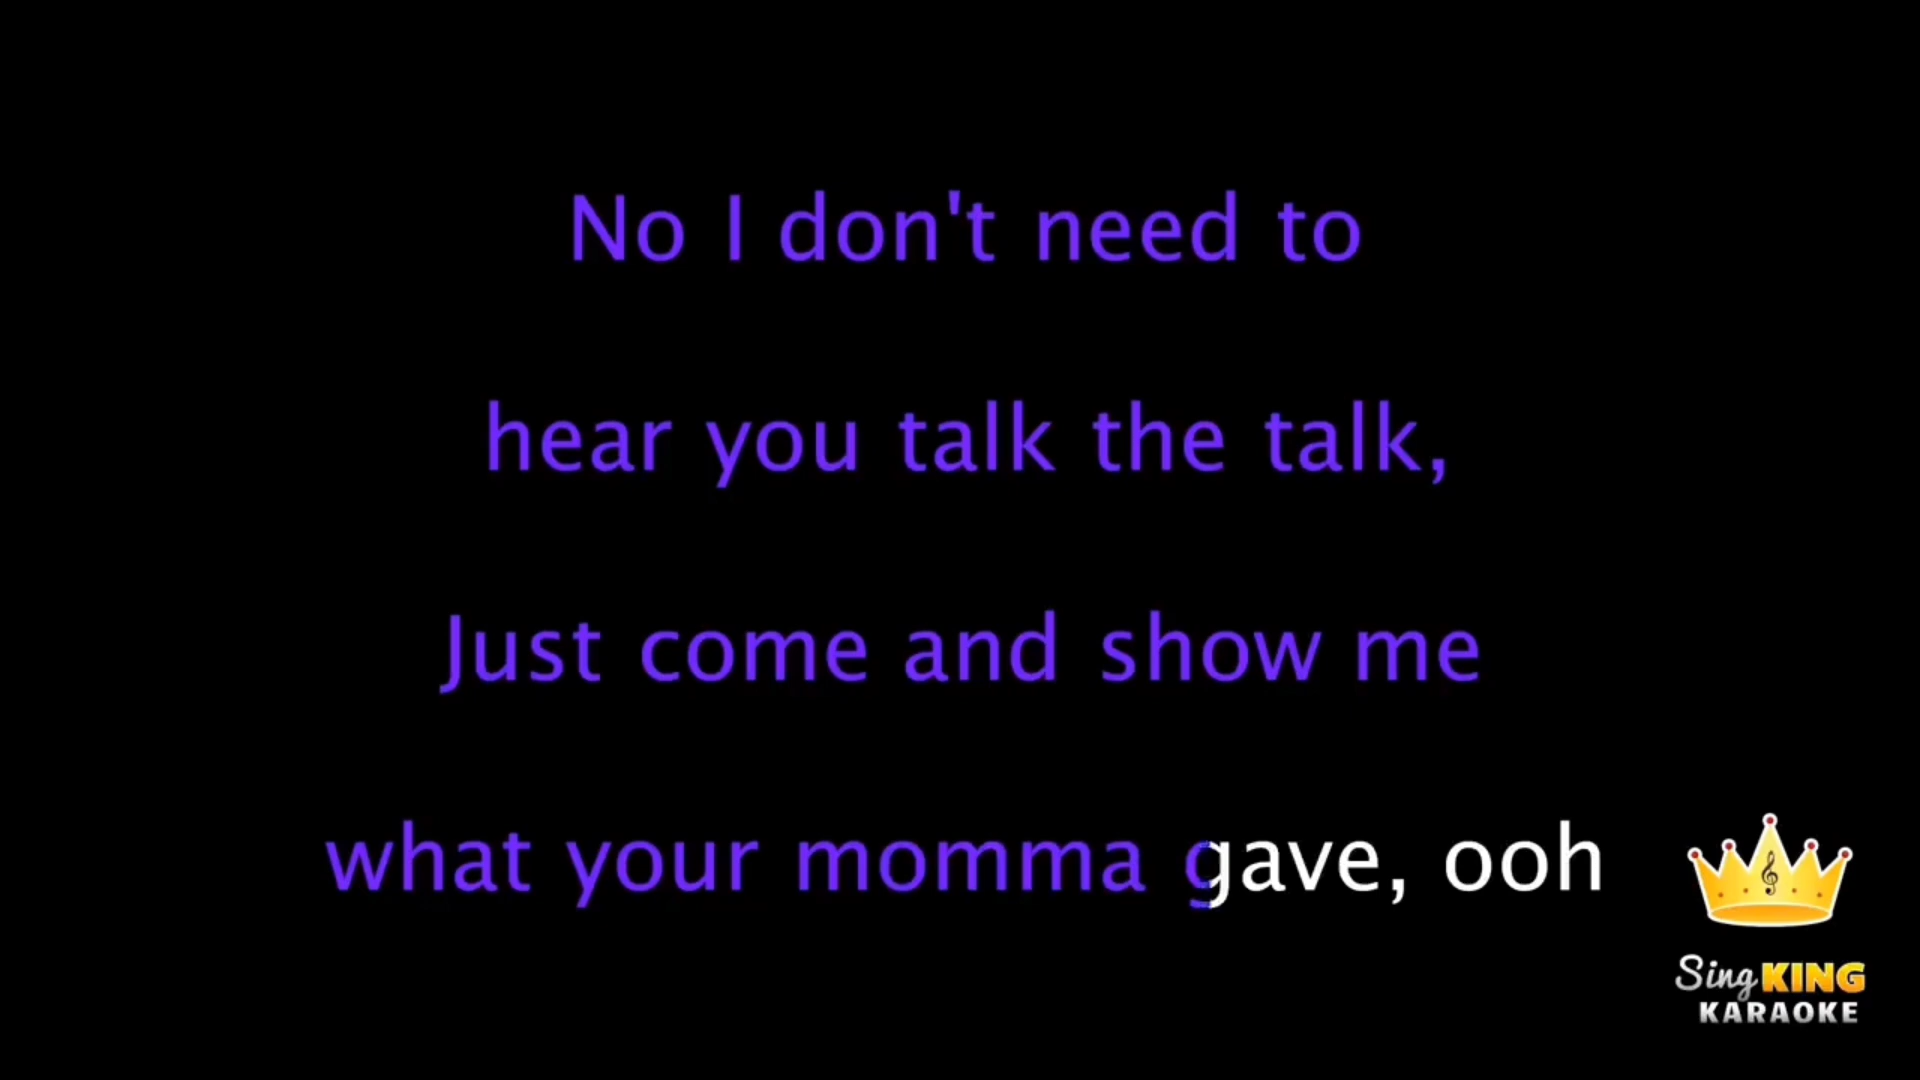 No I don't need to
hear you talk the talk,
Just come and show me
what your momma gave, ooh
Sing KING
KARAOKE